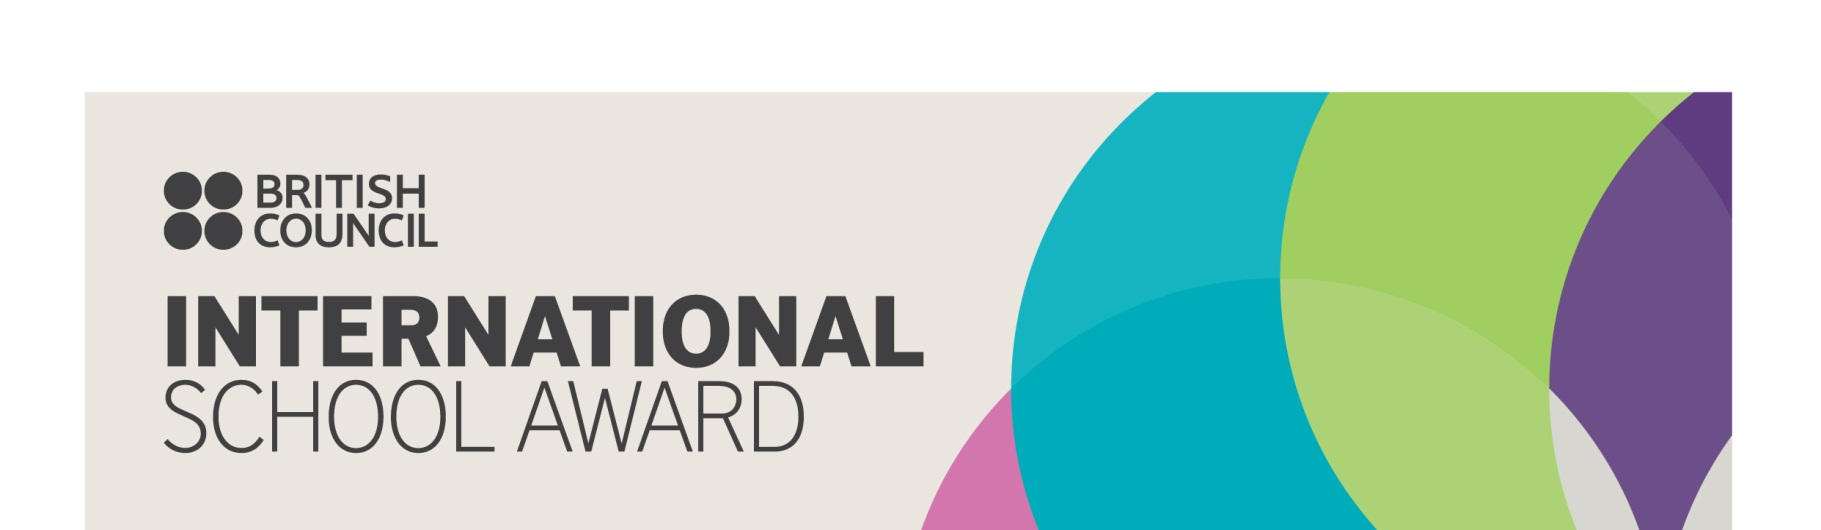 BRITISH
COUNCIL
INTERNATIONAL
SCHOOL AWARD